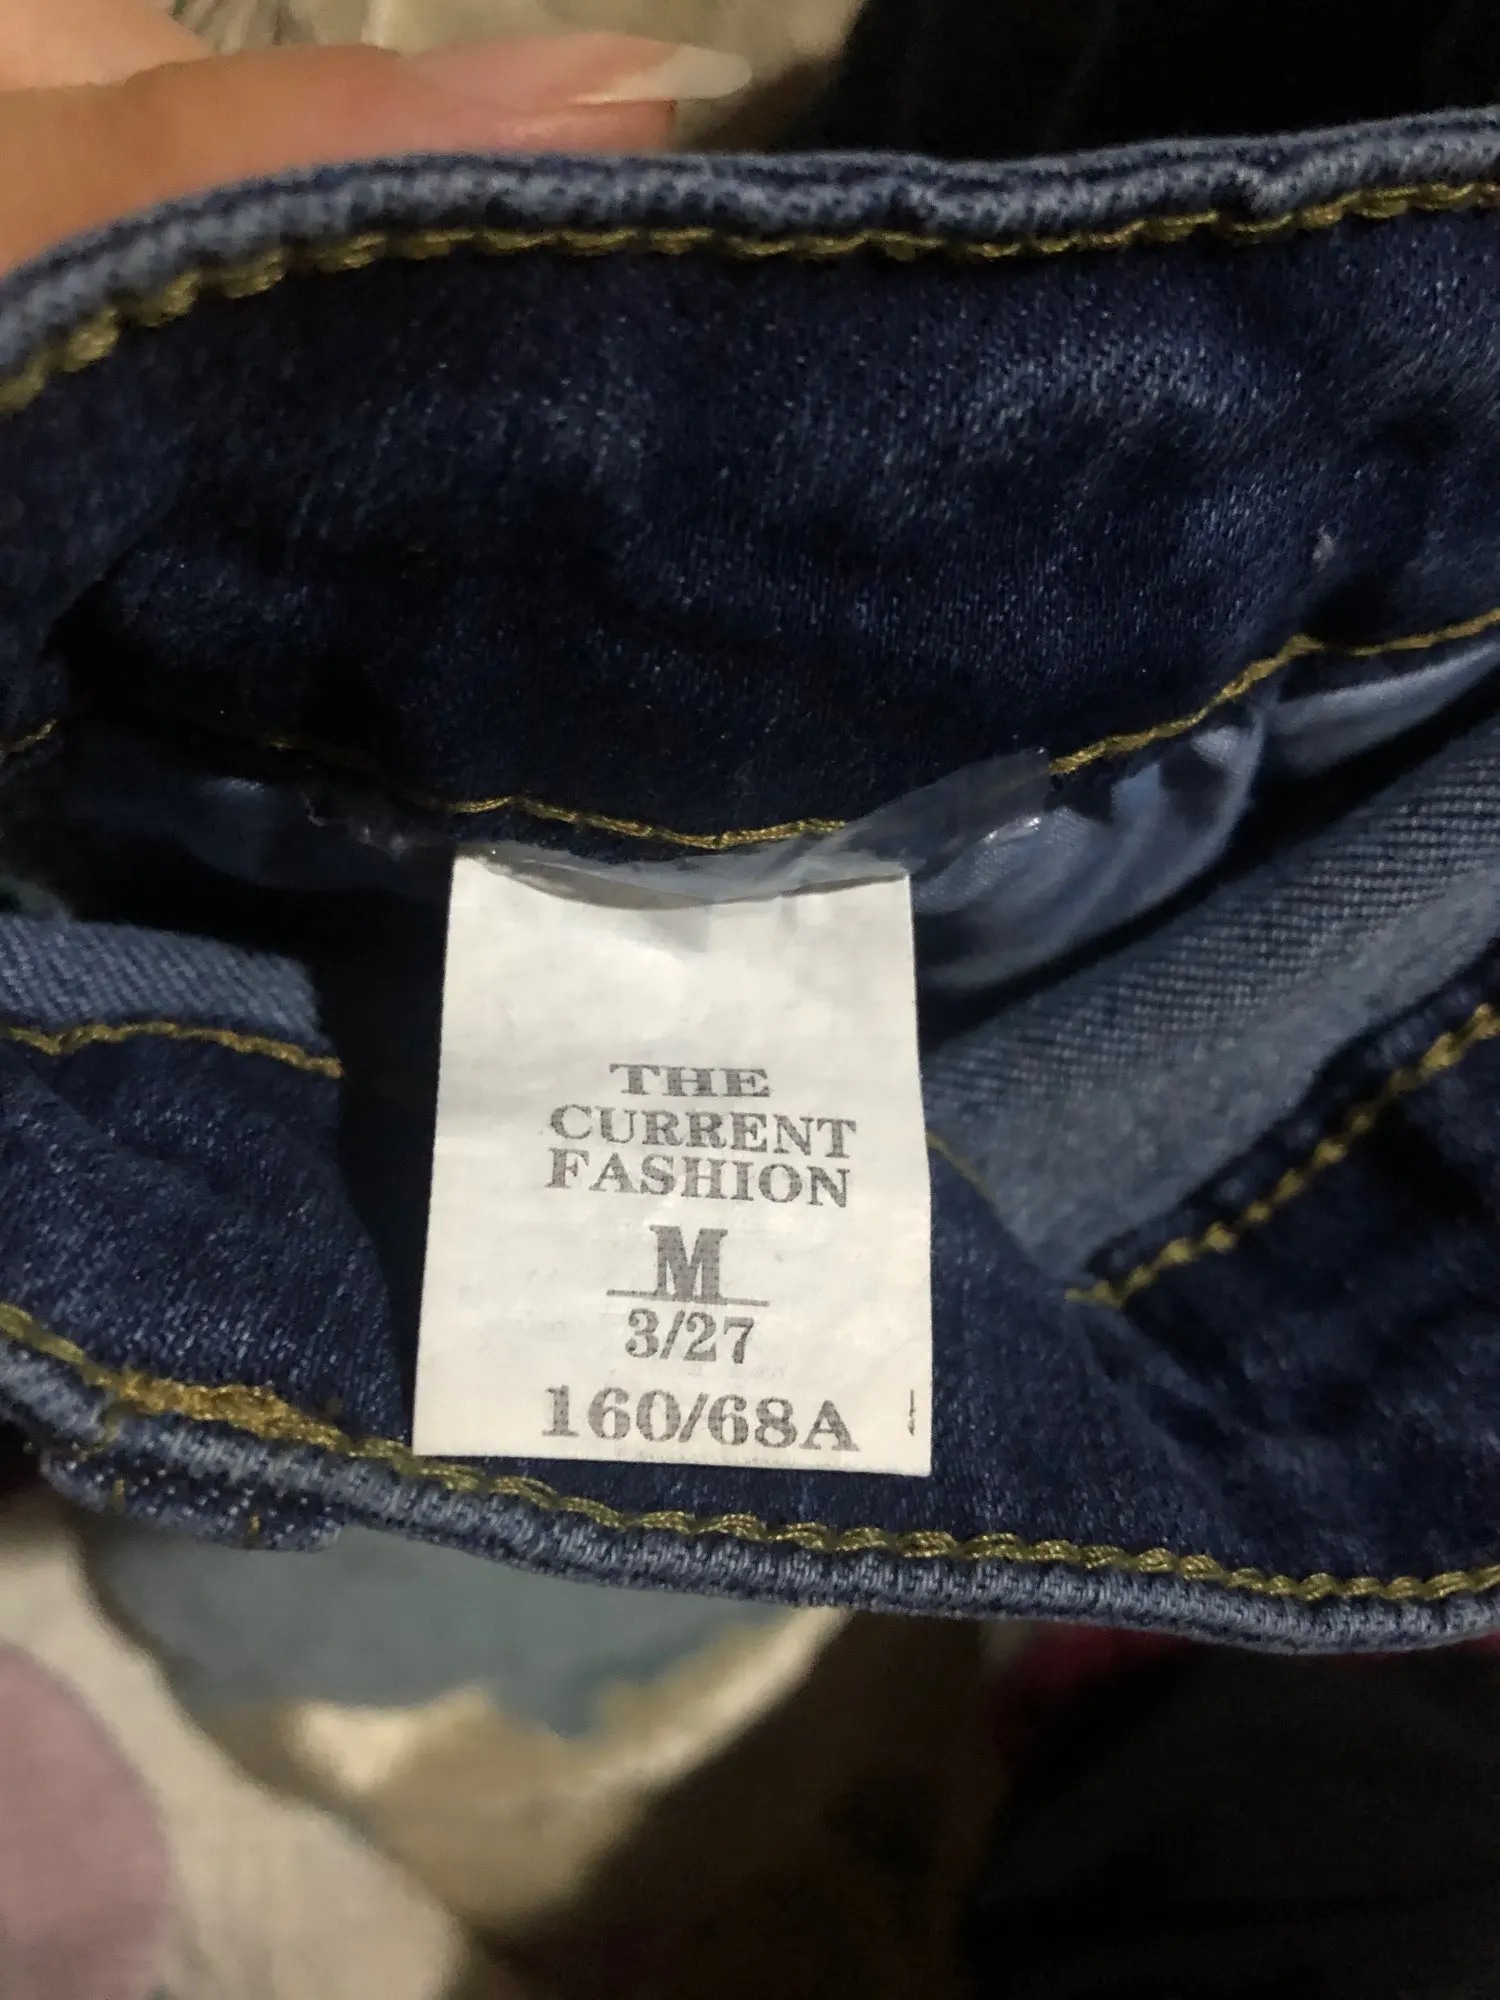 THE
CURRENT
FASHION
M
3/27
160/68A